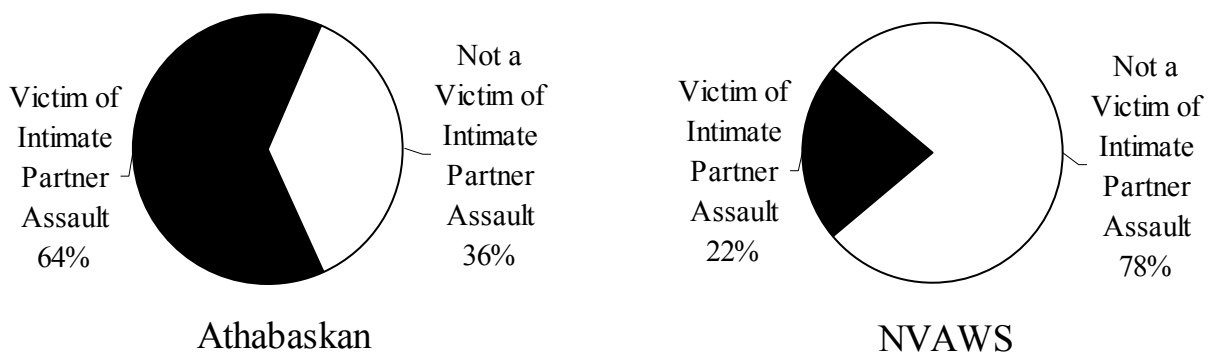 Victim of
Intimate
Partner
Assault
64%
Not a
Victim of
Intimate
Partner
Assault
36%
Athabaskan
Victim of
Intimate
Partner
Assault
22%
Not a
Victim of
Intimate
Partner
Assault
78%
NVAWS